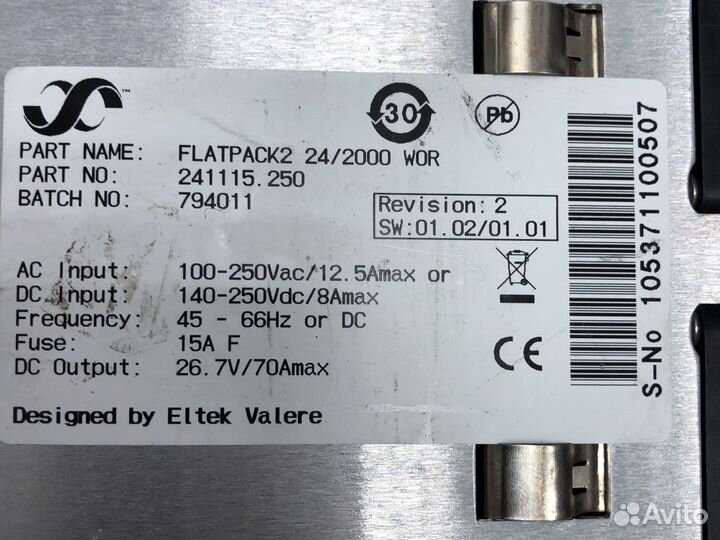 30
Pb
PART NAME: FLATPACK2 24/2000 WOR
PART NO: 241115.250
BATCH NO: 794011
Revision: 2
SW:01.02/01.01
AC Input: 100-250Vac/12.5Amax or
DC Input: 140-250Vdc/8Amax
Frequency: 45 - 66Hz or DC
Fuse: 15A F
DC Output: 26.7V/70Amax
CE
Designed by Eltek Valere
S-No 105371100507
Avito